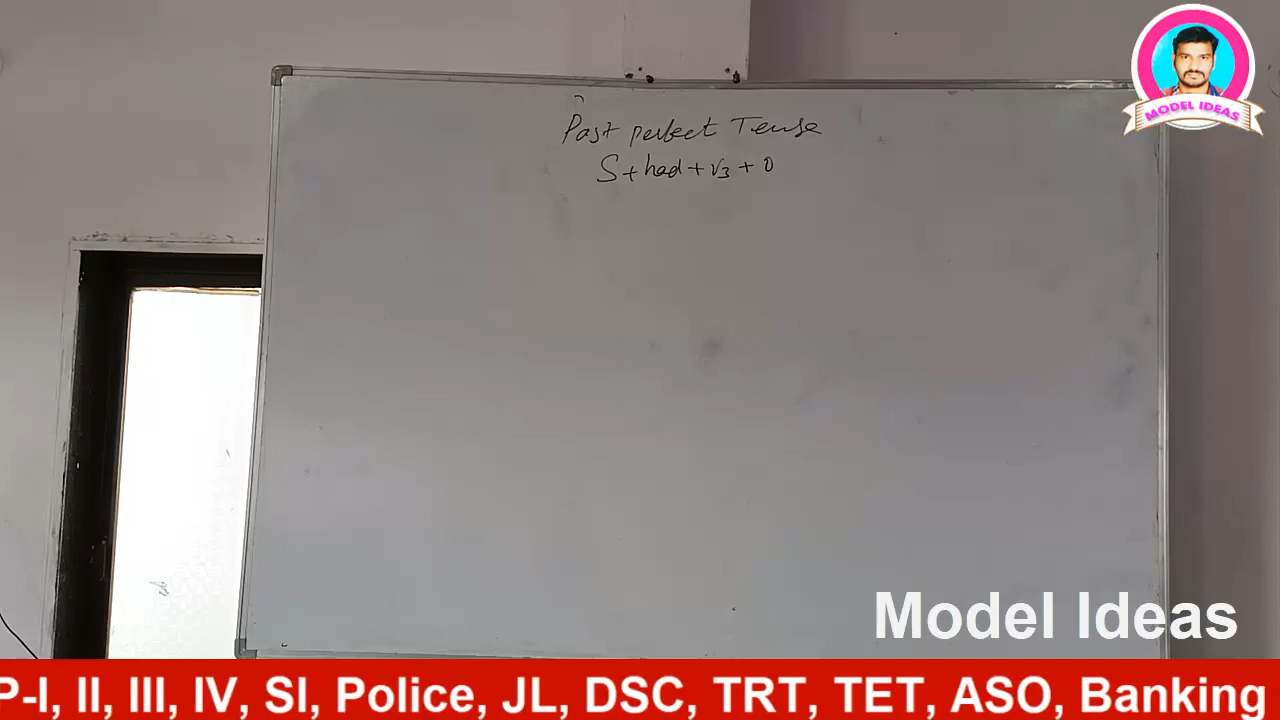 MODEL IDEAS
Past perfect Tense
S + had + V3 + O
Model Ideas
P-I, II, III, IV, SI, Police, JL, DSC, TRT, TET, ASO, Banking